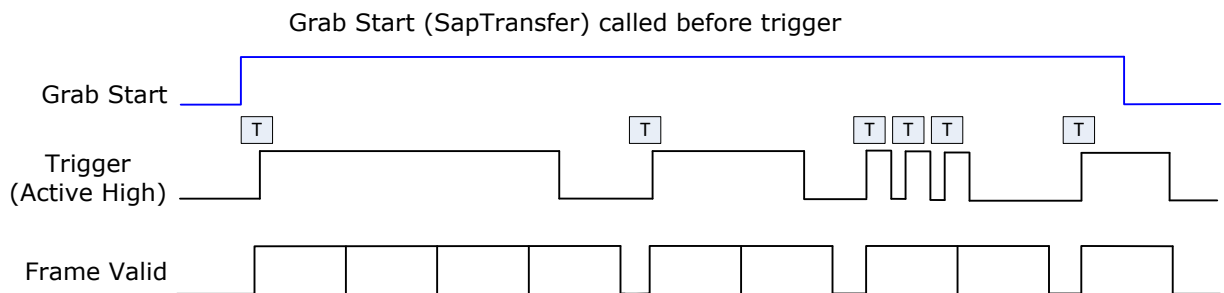 Grab Start (SapTransfer) called before trigger
Grab Start
T T T T T T
Trigger
(Active High)
Frame Valid